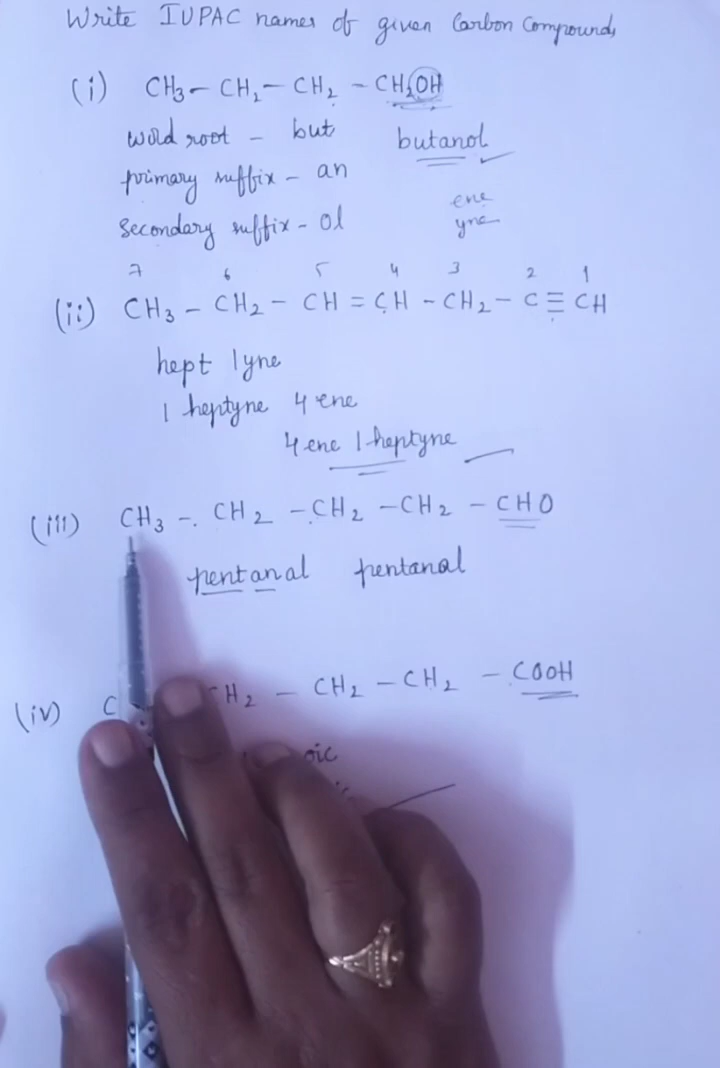 Write IUPAC names of given Carbon Compounds
(i) CH₃ – CH₂ – CH₂ – CH₂OH
word root – but butanol
primary suffix – an
secondary suffix – ol
ene
yne
7 6 5 4 3 2 1
(ii) CH₃ – CH₂ – CH = CH – CH₂ – C ≡ CH
hept 1yne
1 heptyne 4 ene
4 ene 1 heptyne
(iii) CH₃ – CH₂ – CH₂ – CH₂ – CHO
pentanal pentanal
(iv) C H₂ – CH₂ – CH₂ – COOH
oic